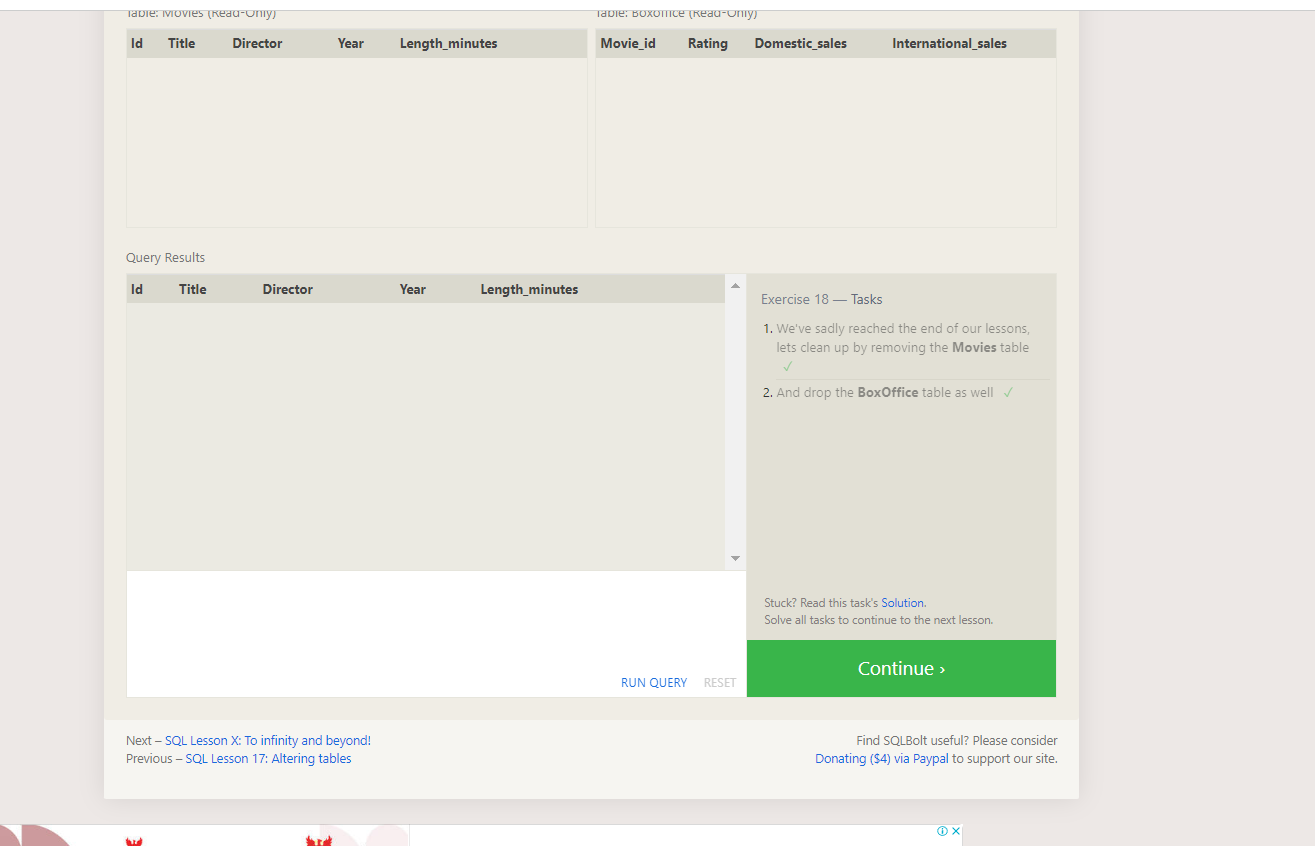 Table: Movies (Read-Only)
Table: Boxoffice (Read-Only)
Id Title Director Year Length_minutes
Movie_id Rating Domestic_sales International_sales
Query Results
Id Title Director Year Length_minutes
Exercise 18 — Tasks
1. We've sadly reached the end of our lessons,
lets clean up by removing the Movies table
✓
2. And drop the BoxOffice table as well ✓
Stuck? Read this task's Solution.
Solve all tasks to continue to the next lesson.
RUN QUERY RESET
Continue ›
Next – SQL Lesson X: To infinity and beyond!
Previous – SQL Lesson 17: Altering tables
Find SQLBolt useful? Please consider
Donating ($4) via Paypal to support our site.